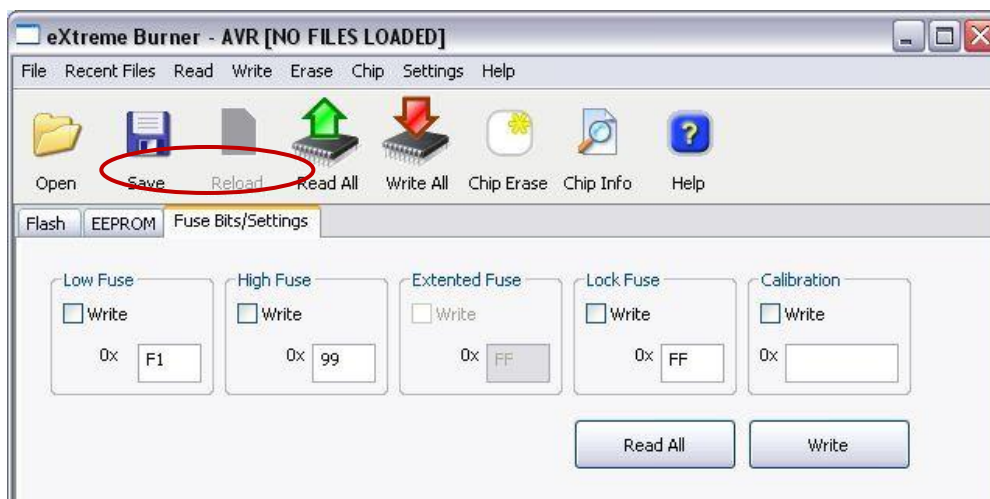 eXtreme Burner - AVR [NO FILES LOADED]
File Recent Files Read Write Erase Chip Settings Help
Open Save Reload Read All Write All Chip Erase Chip Info Help
Flash EEPROM Fuse Bits/Settings
Low Fuse High Fuse Extented Fuse Lock Fuse Calibration
Write Write Write Write Write
0x F1 0x 99 0x FF 0x FF 0x
Read All Write